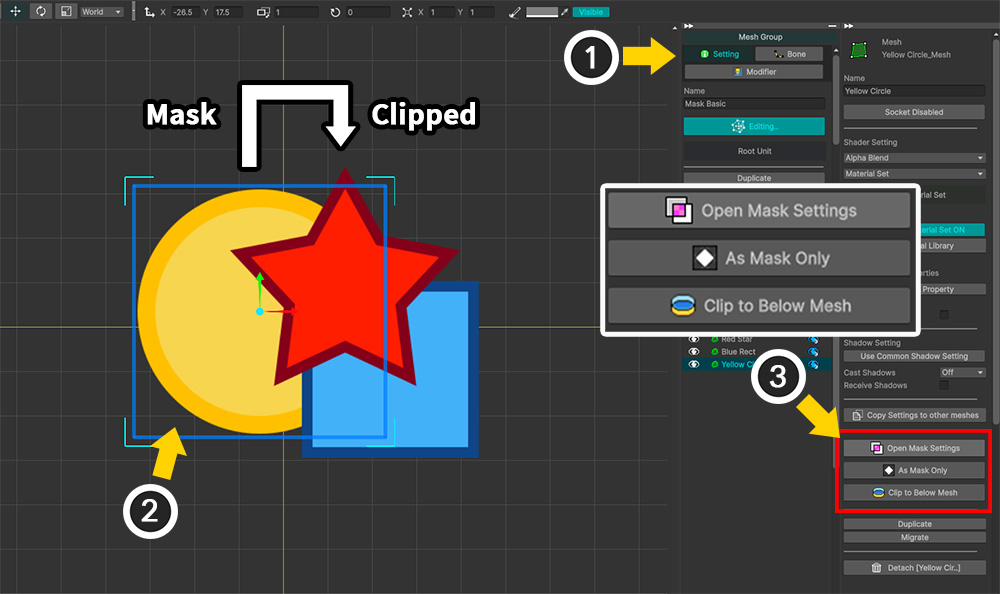 World
X -26.5 Y 17.5
1
0
X 1 Y 1
Visible
Mask
Clipped
1
2
3
Mesh Group
Setting
Bone
Modifier
Name
Mask Basic
Editing..
Root Unit
Duplicate
Open Mask Settings
As Mask Only
Clip to Below Mesh
Red Star
Blue Rect
Yellow C
Mesh
Yellow Circle_Mesh
Name
Yellow Circle
Socket Disabled
Shader Setting
Alpha Blend
Material Set
Set
Set ON
Library
Property
Shadow Setting
Use Common Shadow Setting
Cast Shadows Off
Receive Shadows
Copy Settings to other meshes
Open Mask Settings
As Mask Only
Clip to Below Mesh
Duplicate
Migrate
Detach [Yellow Cir..]